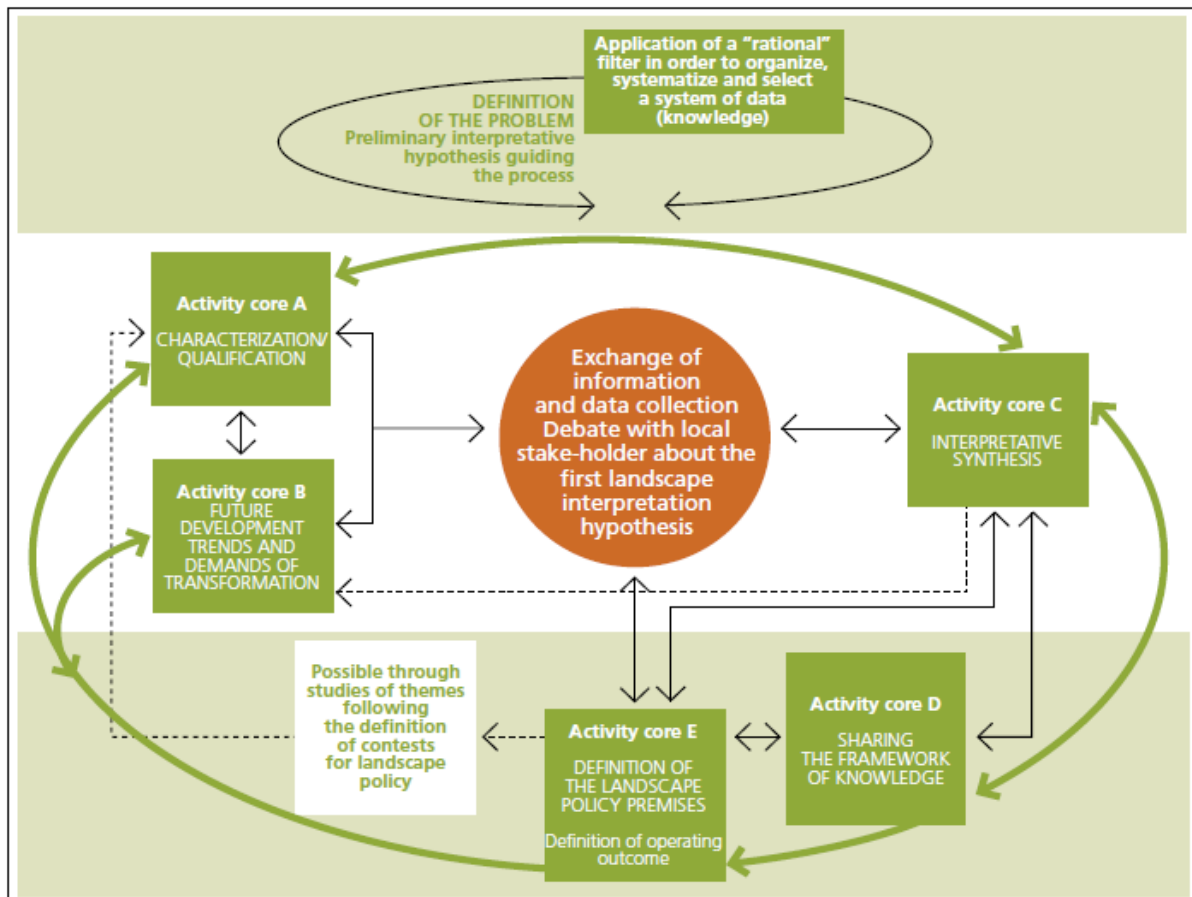 Application of a “rational”
filter in order to organize,
systematize and select
a system of data
(knowledge)
DEFINITION
OF THE PROBLEM
Preliminary interpretative
hypothesis guiding
the process
Activity core A
CHARACTERIZATION/
QUALIFICATION
Exchange of
information
and data collection
Debate with local
stake-holder about the
first landscape
interpretation
hypothesis
Activity core C
INTERPRETATIVE
SYNTHESIS
Activity core B
FUTURE
DEVELOPMENT
TRENDS AND
DEMANDS OF
TRANSFORMATION
Possible through
studies of themes
following
the definition
of contests
for landscape
policy
Activity core E
DEFINITION OF
THE LANDSCAPE
POLICY PREMISES
Definition of operating
outcome
Activity core D
SHARING
THE FRAMEWORK
OF KNOWLEDGE